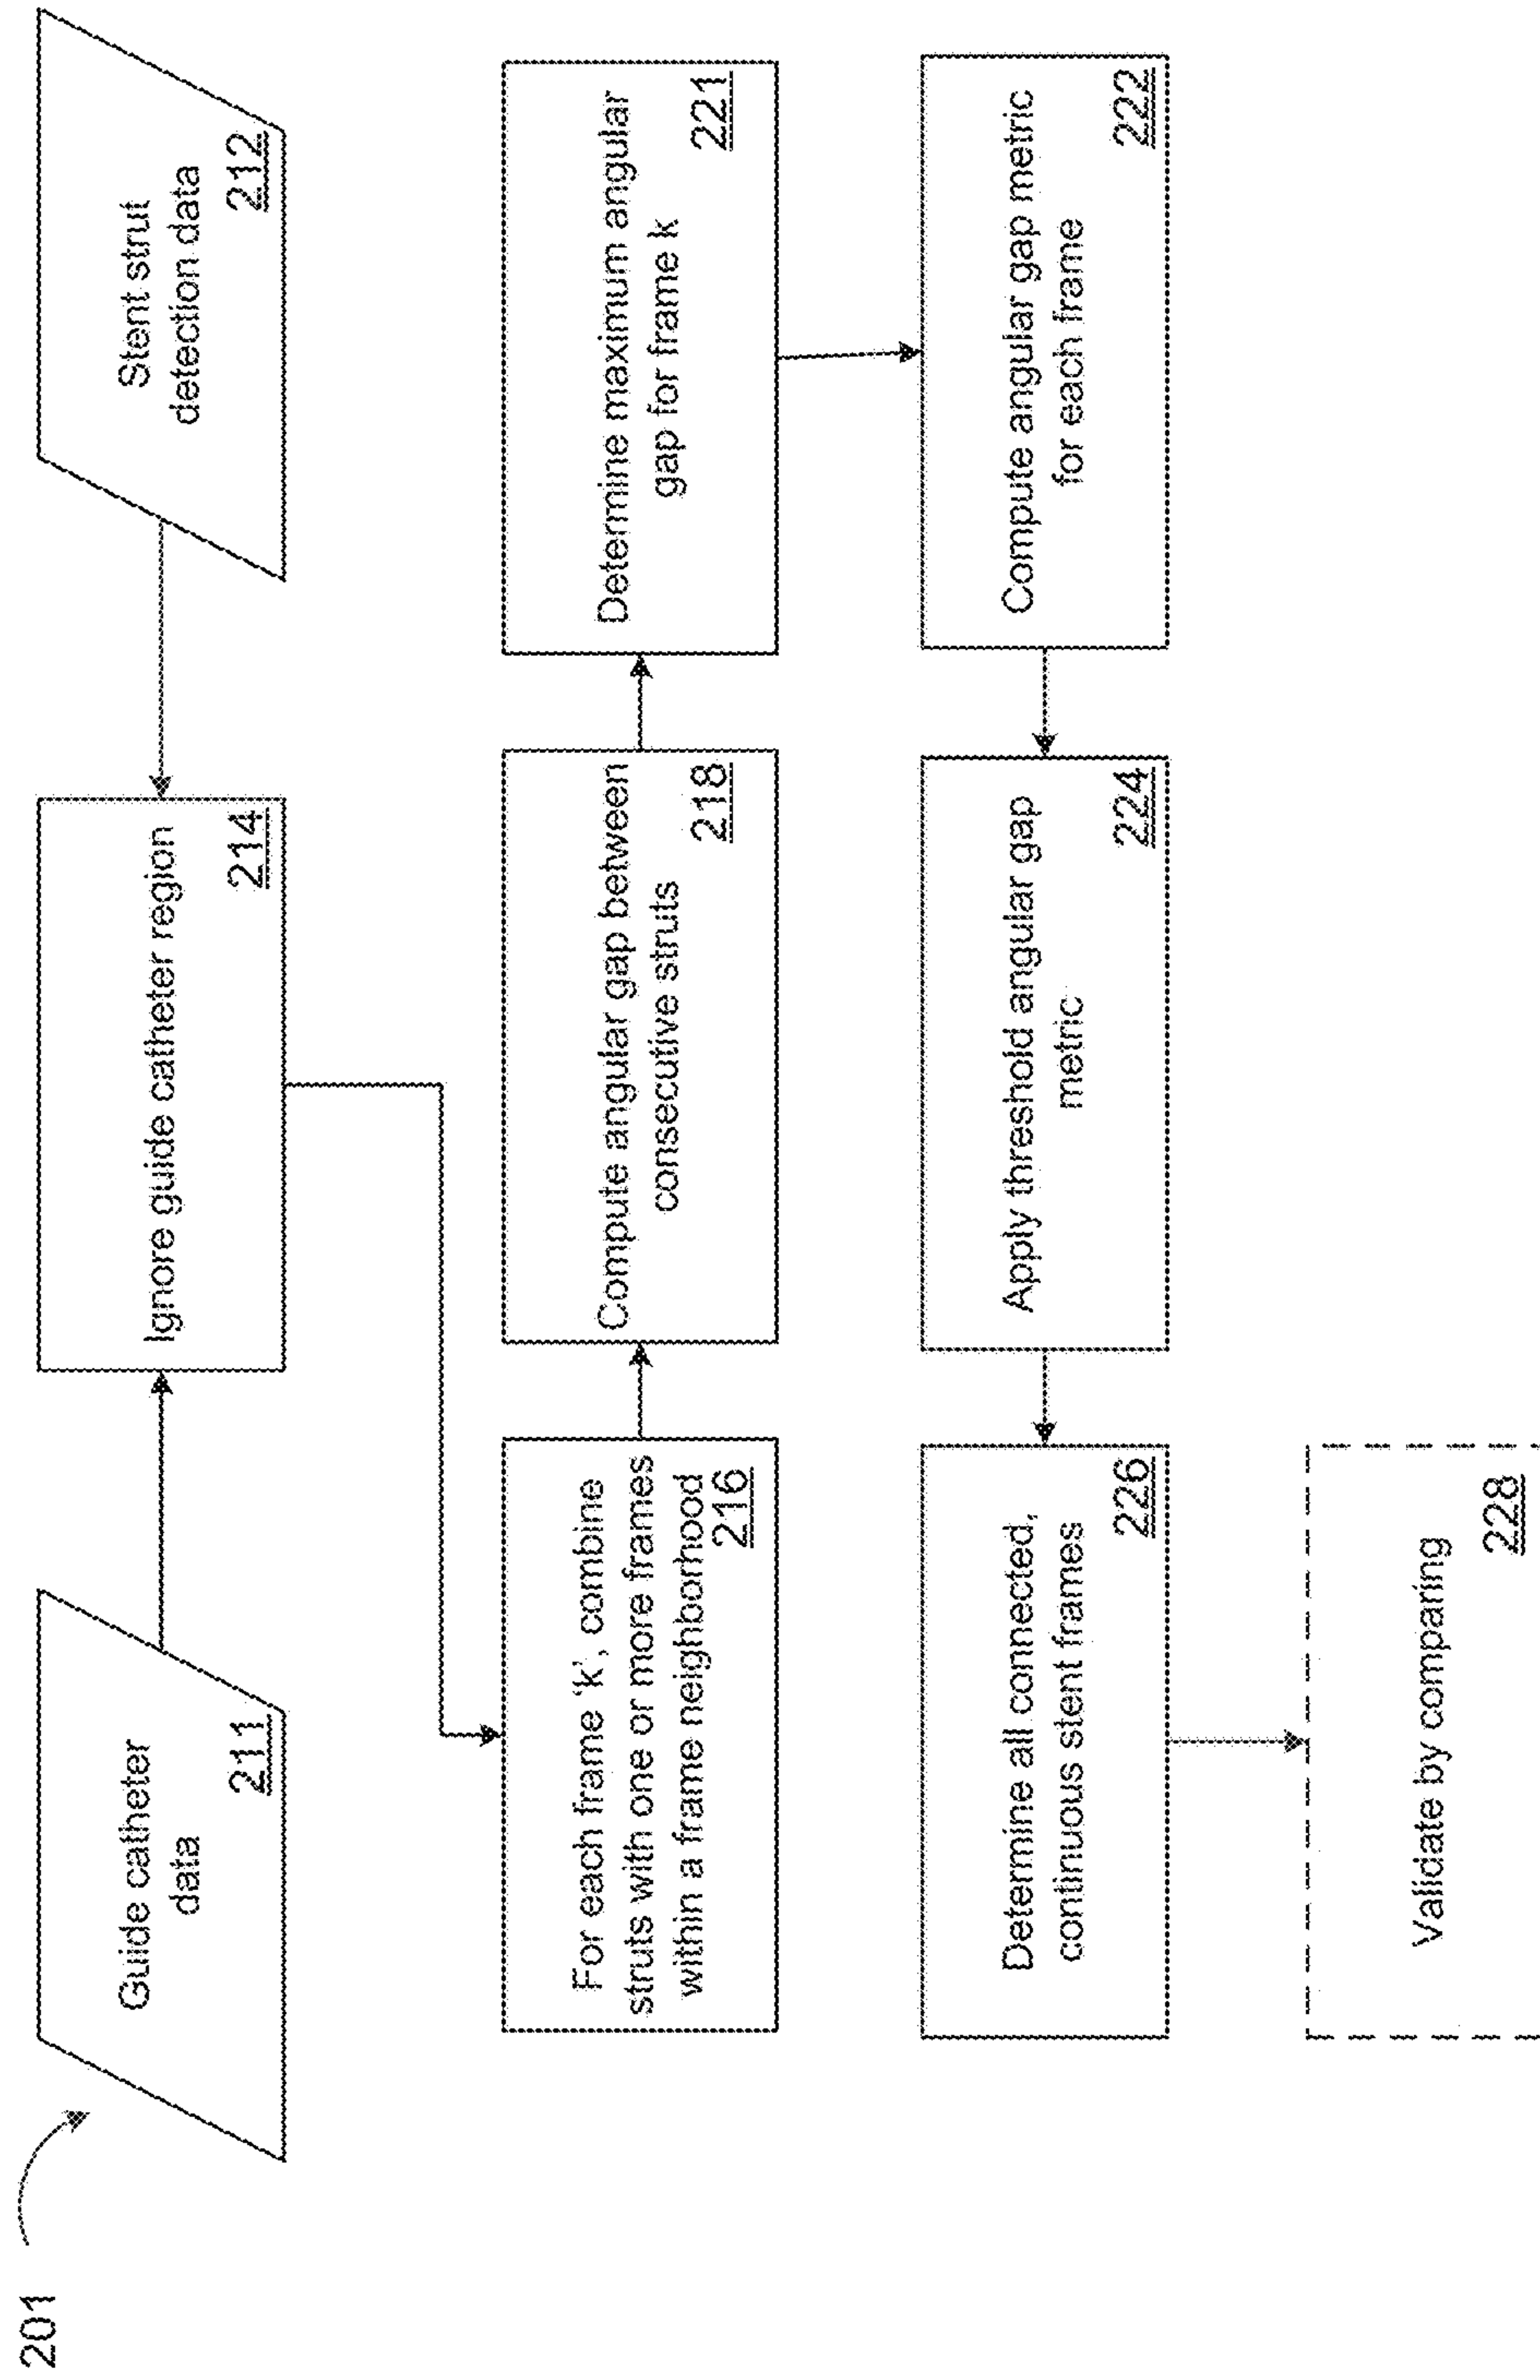 201
Guide catheter
data
211
Ignore guide catheter region
214
Stent strut
detection data
212
For each frame 'k', combine
struts with one or more frames
within a frame neighborhood
216
Compute angular gap between
consecutive struts
218
Determine maximum angular
gap for frame k
221
Compute angular gap metric
for each frame
222
Apply threshold angular gap
metric
224
Determine all connected,
continuous stent frames
226
Validate by comparing
228